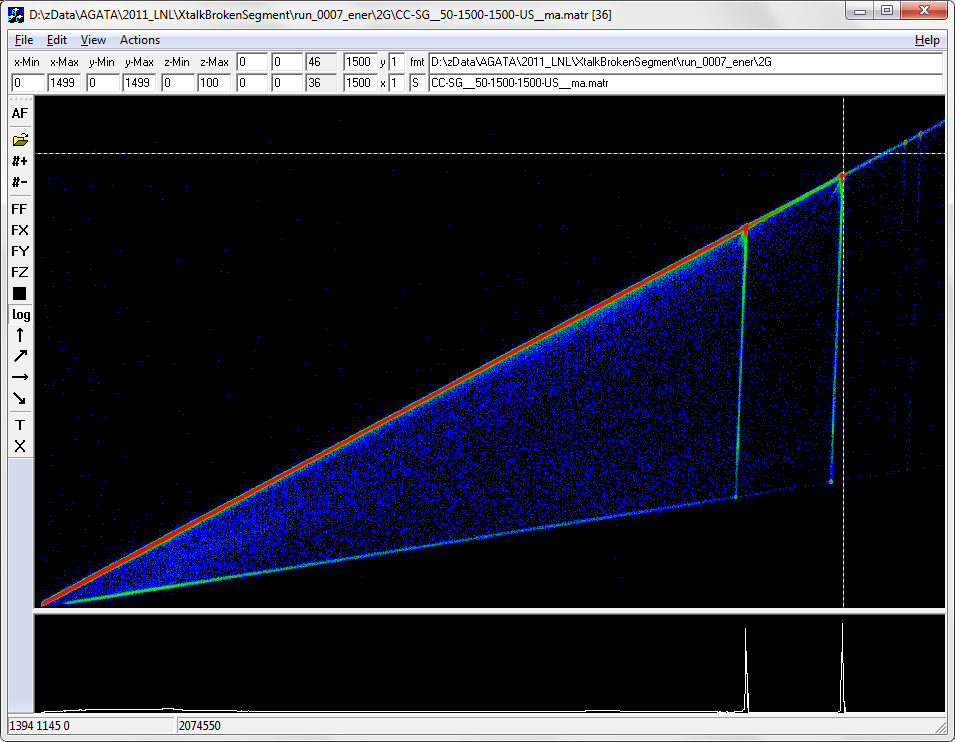 D:\zData\AGATA\2011_LNL\XtalkBrokenSegment\run_0007_ener\2G\CC-SG__50-1500-1500-US__ma.matr [36]
File Edit View Actions Help
x-Min x-Max y-Min y-Max z-Min z-Max 0 0 46 1500 y 1 fmt D:\zData\AGATA\2011_LNL\XtalkBrokenSegment\run_0007_ener\2G
0 1499 0 1499 0 100 0 0 36 1500 x 1 S CC-SG__50-1500-1500-US__ma.matr
AF
#+
#-
FF
FX
FY
FZ
log
T
X
1394 1145 0 2074550